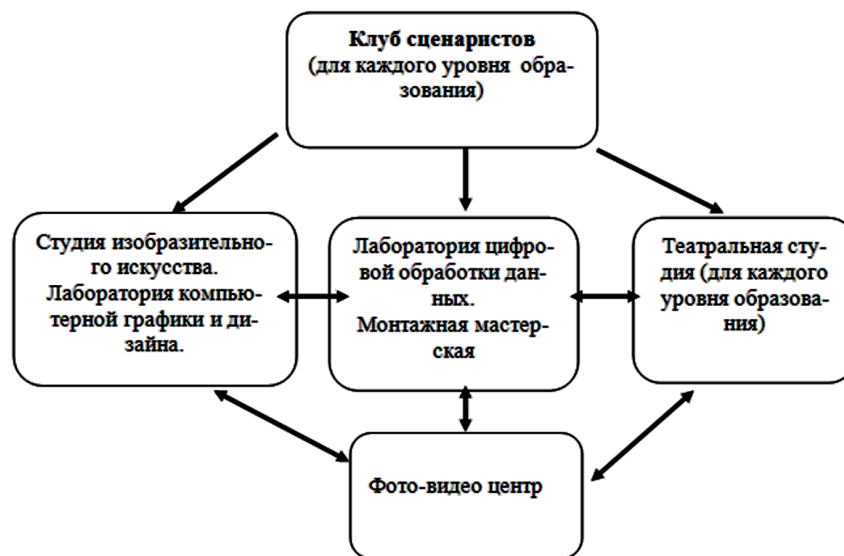 Клуб сценаристов
(для каждого уровня обра-
зования)
Студия изобразительно-
го искусства.
Лаборатория компью-
терной графики и ди-
зайна.
Лаборатория цифро-
вой обработки дан-
ных.
Монтажная мастер-
ская
Театральная сту-
дия (для каждого
уровня образова-
ния)
Фото-видео центр